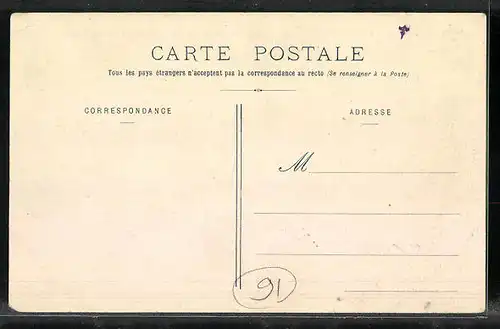 CARTE POSTALE
Tous les pays étrangers n'acceptent pas la correspondance au recto (Se renseigner à la Poste)
CORRESPONDANCE
ADRESSE
M
91